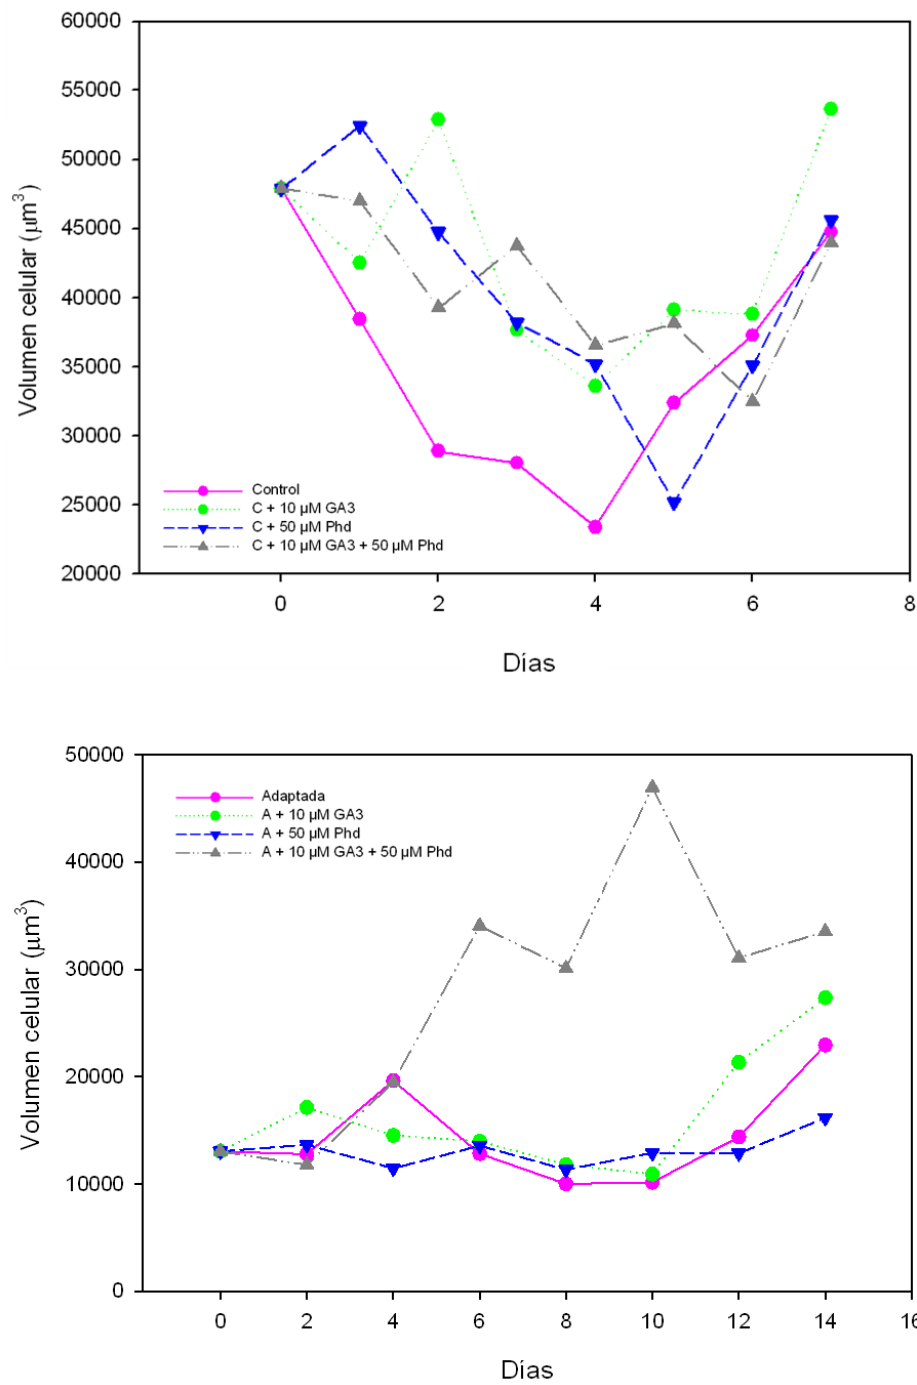 60000
55000
50000
45000
40000
35000
30000
25000
20000
Volumen celular (μm³)
Control
C + 10 µM GA3
C + 50 µM Phd
C + 10 µM GA3 + 50 µM Phd
0 2 4 6 8
Días
50000
40000
30000
20000
10000
0
Volumen celular (μm³)
Adaptada
A + 10 µM GA3
A + 50 µM Phd
A + 10 µM GA3 + 50 µM Phd
0 2 4 6 8 10 12 14 16
Días